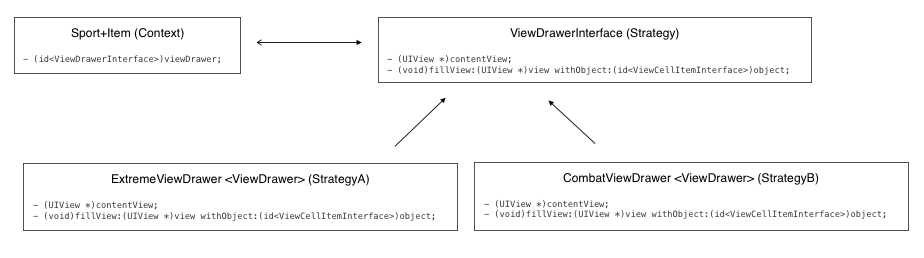 Sport+Item (Context)
– (id<ViewDrawerInterface>)viewDrawer;
ViewDrawerInterface (Strategy)
– (UIView *)contentView;
– (void)fillView:(UIView *)view withObject:(id<ViewCellItemInterface>)object;
ExtremeViewDrawer <ViewDrawer> (StrategyA)
– (UIView *)contentView;
– (void)fillView:(UIView *)view withObject:(id<ViewCellItemInterface>)object;
CombatViewDrawer <ViewDrawer> (StrategyB)
– (UIView *)contentView;
– (void)fillView:(UIView *)view withObject:(id<ViewCellItemInterface>)object;